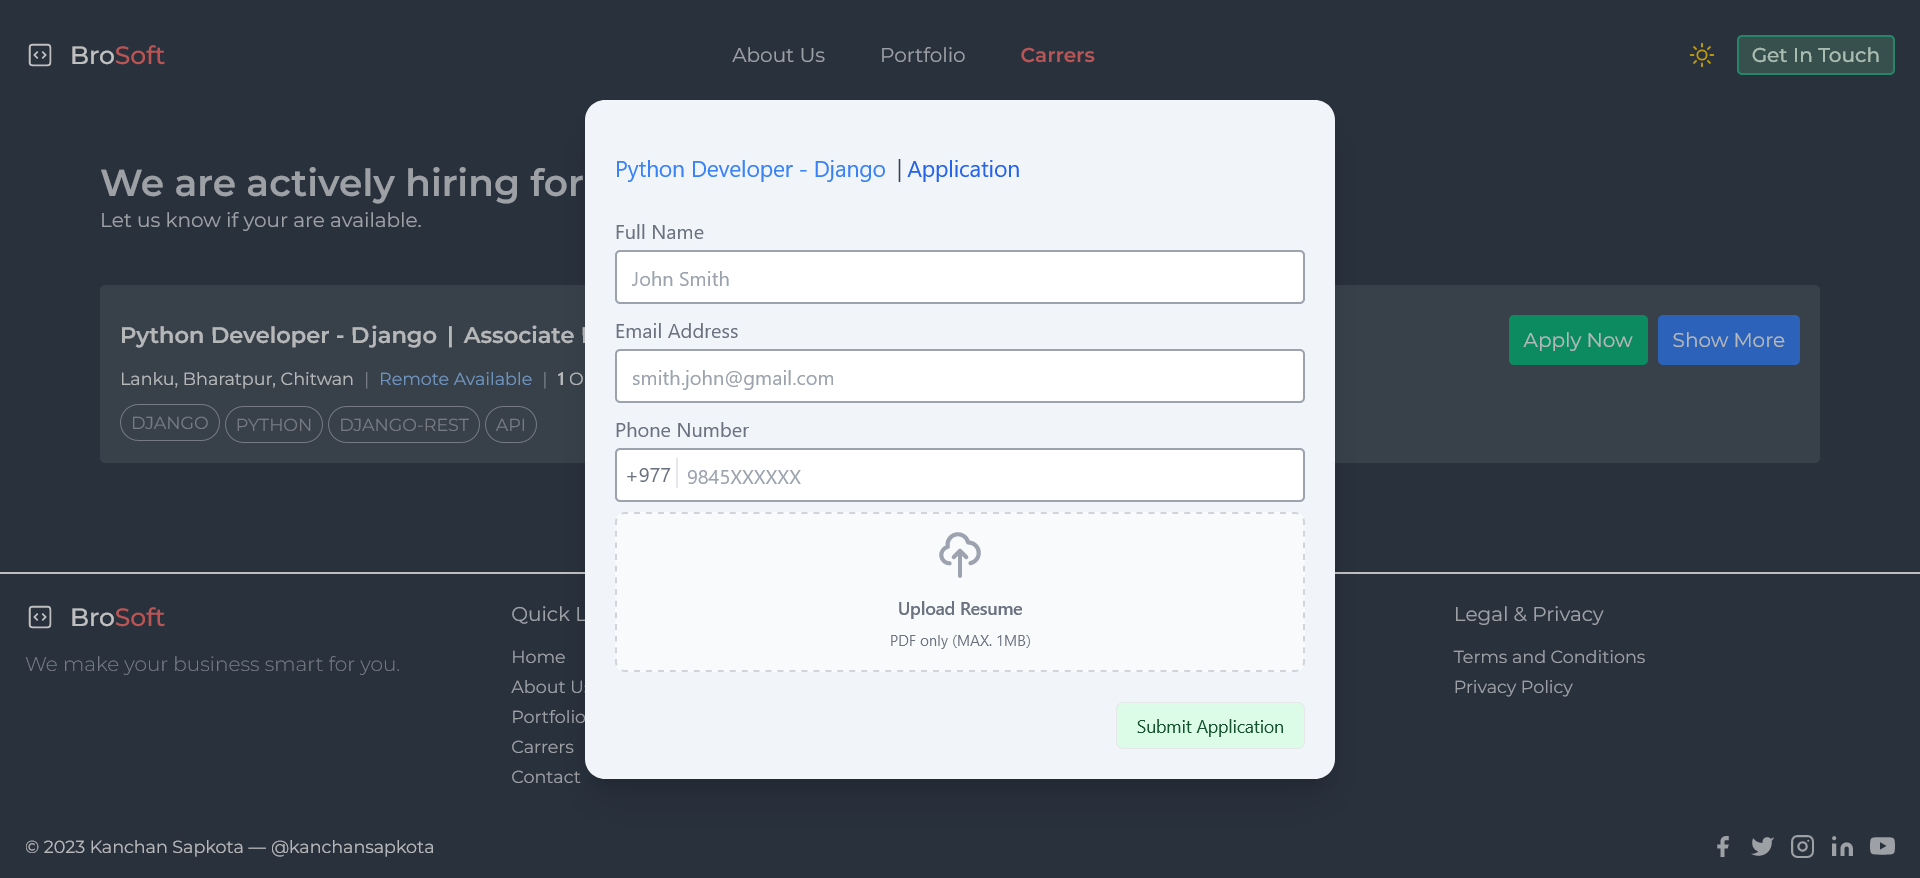 BroSoft
About Us
Portfolio
Carrers
Get In Touch
We are actively hiring for
Let us know if your are available.
Python Developer - Django | Associate
Lanku, Bharatpur, Chitwan | Remote Available | 1
DJANGO
PYTHON
DJANGO-REST
API
Apply Now
Show More
Python Developer - Django | Application
Full Name
John Smith
Email Address
smith.john@gmail.com
Phone Number
+977 9845XXXXXX
Upload Resume
PDF only (MAX. 1MB)
Submit Application
BroSoft
We make your business smart for you.
Quick
Home
About
Portfolio
Carrers
Contact
Legal & Privacy
Terms and Conditions
Privacy Policy
© 2023 Kanchan Sapkota — @kanchansapkota